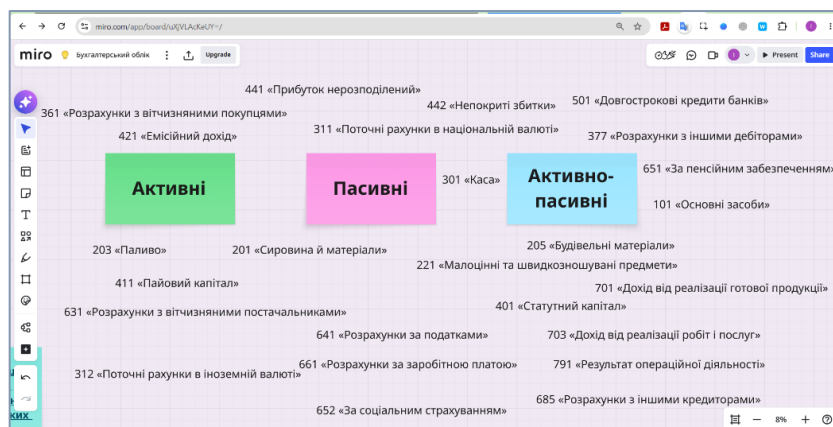 miro.com/app/board/uXjVLAcKeUY=/
miro
Бухгалтерський облік
Upgrade
Present
Share
441 «Прибуток нерозподілений»
442 «Непокриті збитки»
501 «Довгострокові кредити банків»
361 «Розрахунки з вітчизняними покупцями»
421 «Емісійний дохід»
311 «Поточні рахунки в національній валюті»
377 «Розрахунки з іншими дебіторами»
Активні
Пасивні
301 «Каса»
Активно-
пасивні
651 «За пенсійним забезпеченням»
101 «Основні засоби»
203 «Паливо»
201 «Сировина й матеріали»
205 «Будівельні матеріали»
221 «Малоцінні та швидкозношувані предмети»
411 «Пайовий капітал»
701 «Дохід від реалізації готової продукції»
401 «Статутний капітал»
631 «Розрахунки з вітчизняними постачальниками»
641 «Розрахунки за податками»
703 «Дохід від реалізації робіт і послуг»
661 «Розрахунки за заробітною платою»
791 «Результат операційної діяльності»
312 «Поточні рахунки в іноземній валюті»
685 «Розрахунки з іншими кредиторами»
652 «За соціальним страхуванням»
ких
8%